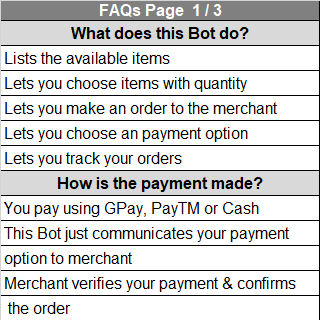 FAQs Page 1 / 3
What does this Bot do?
Lists the available items
Lets you choose items with quantity
Lets you make an order to the merchant
Lets you choose an payment option
Lets you track your orders
How is the payment made?
You pay using GPay, PayTM or Cash
This Bot just communicates your payment
option to merchant
Merchant verifies your payment & confirms
the order